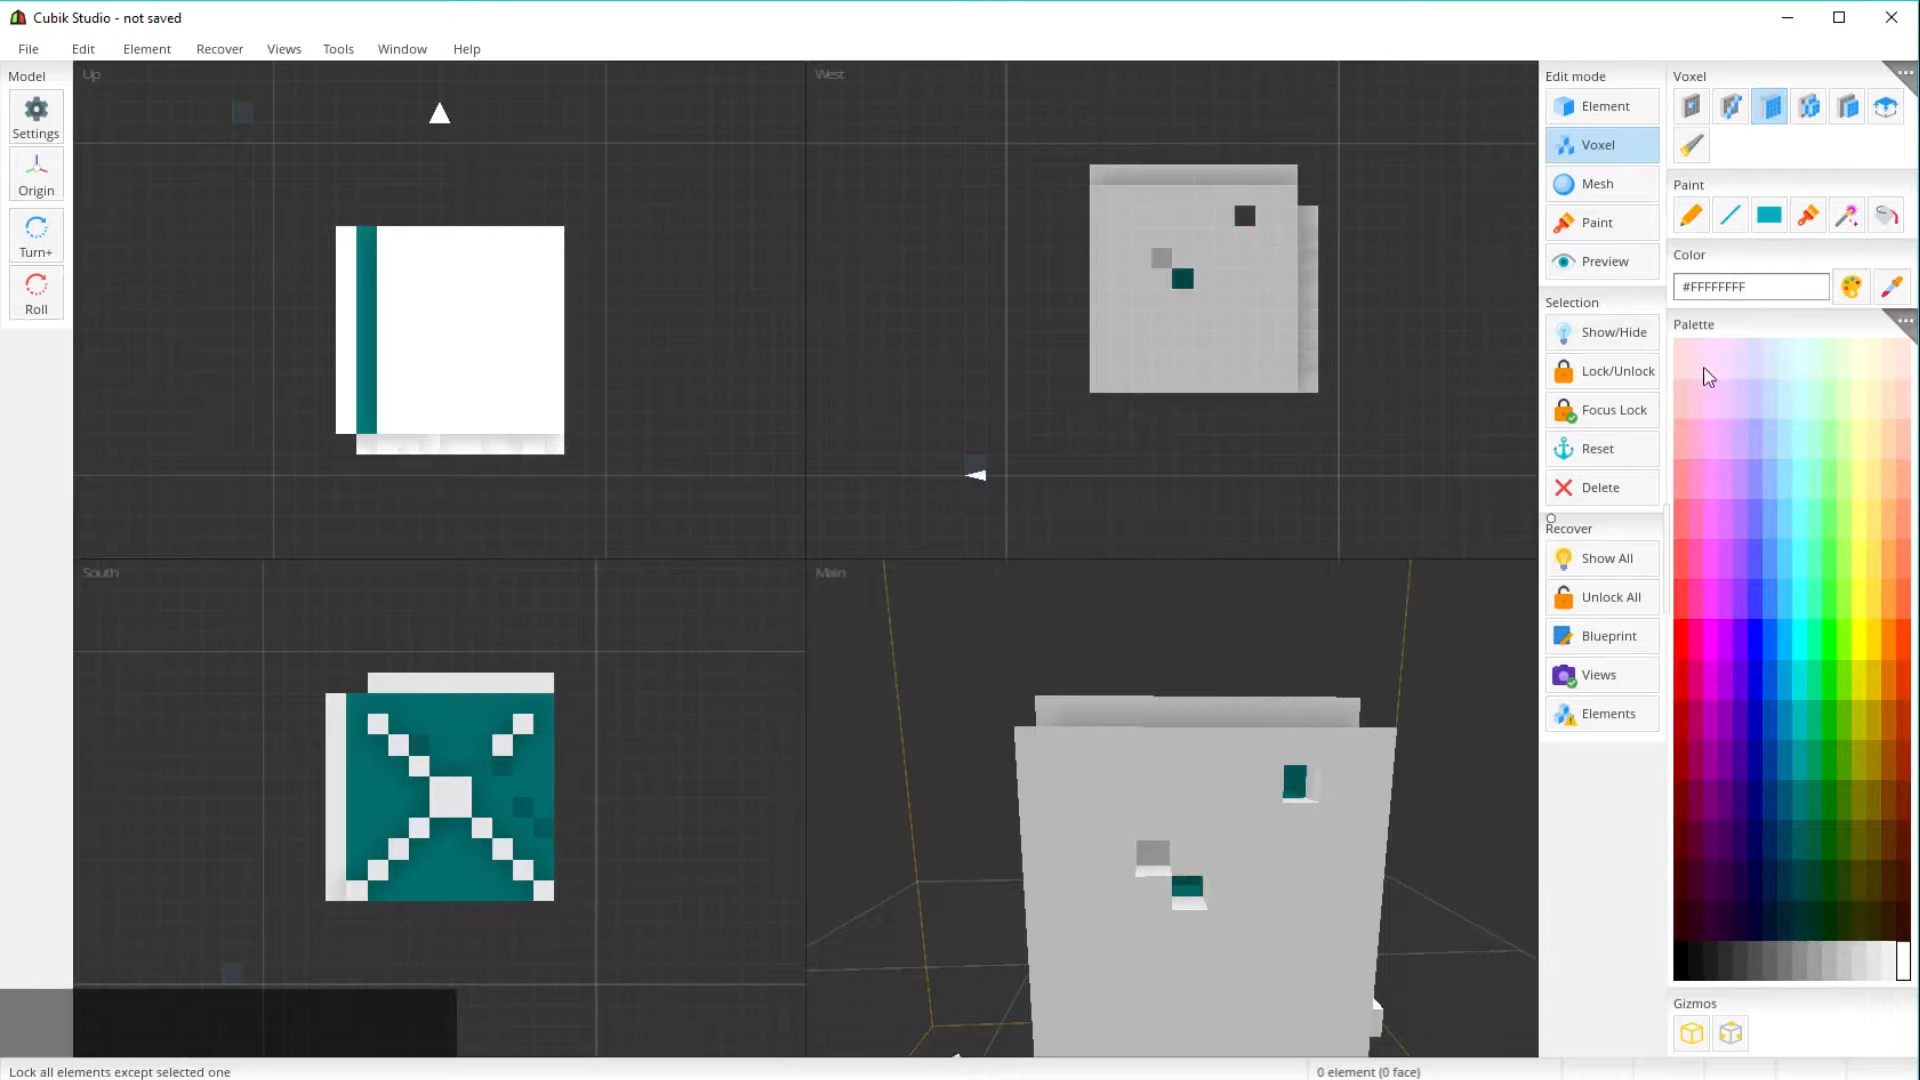 Cubik Studio - not saved
File Edit Element Recover Views Tools Window Help
Model
Settings
Origin
Turn+
Roll
Up
West
South
Main
Edit mode
Element
Voxel
Mesh
Paint
Preview
Selection
Show/Hide
Lock/Unlock
Focus Lock
Reset
Delete
Recover
Show All
Unlock All
Blueprint
Views
Elements
Voxel
Paint
Color
#FFFFFFFF
Palette
Gizmos
Lock all elements except selected one
0 element (0 face)